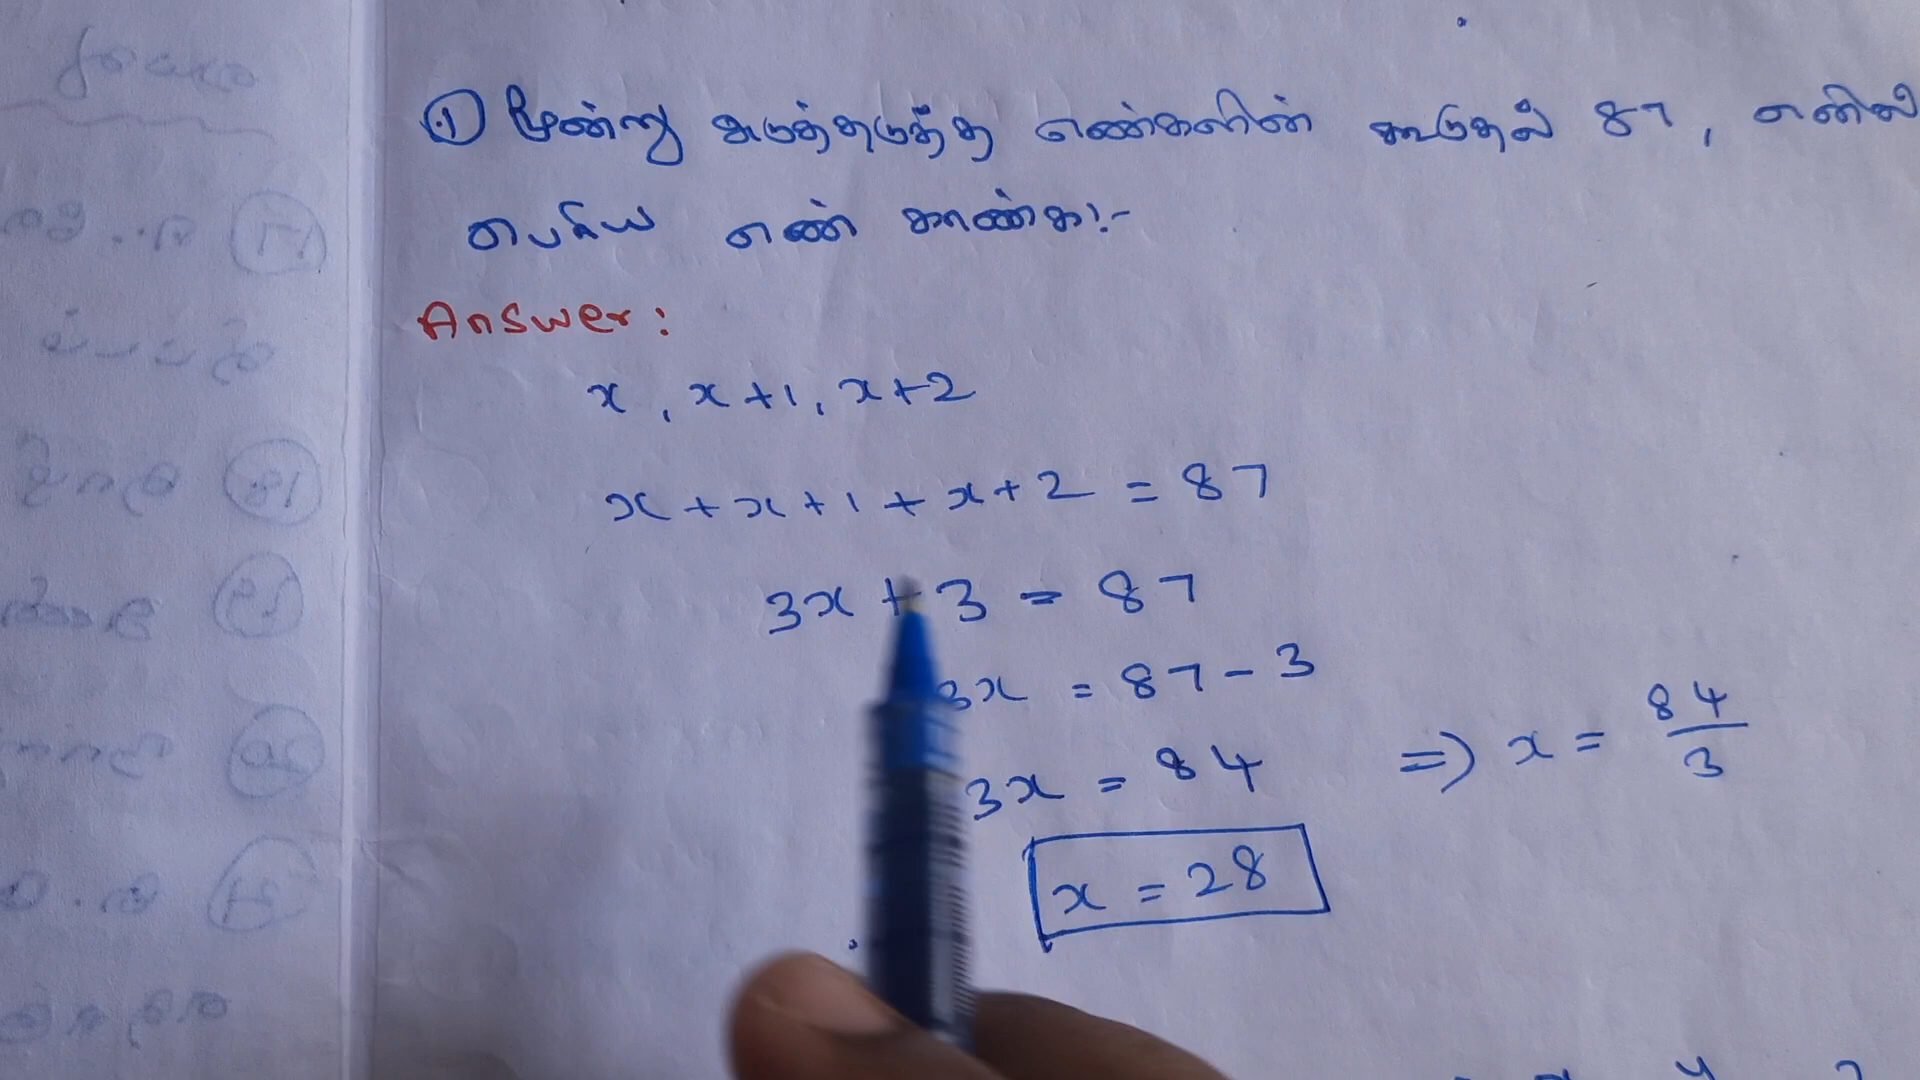 ① மூன்று அடுத்தடுத்த எண்களின் கூடுதல் 87, எனில்
பெரிய எண் காண்க:-
Answer:
x, x+1, x+2
x + x + 1 + x + 2 = 87
3x + 3 = 87
3x = 87 - 3
3x = 84 => x = 84/3
x = 28